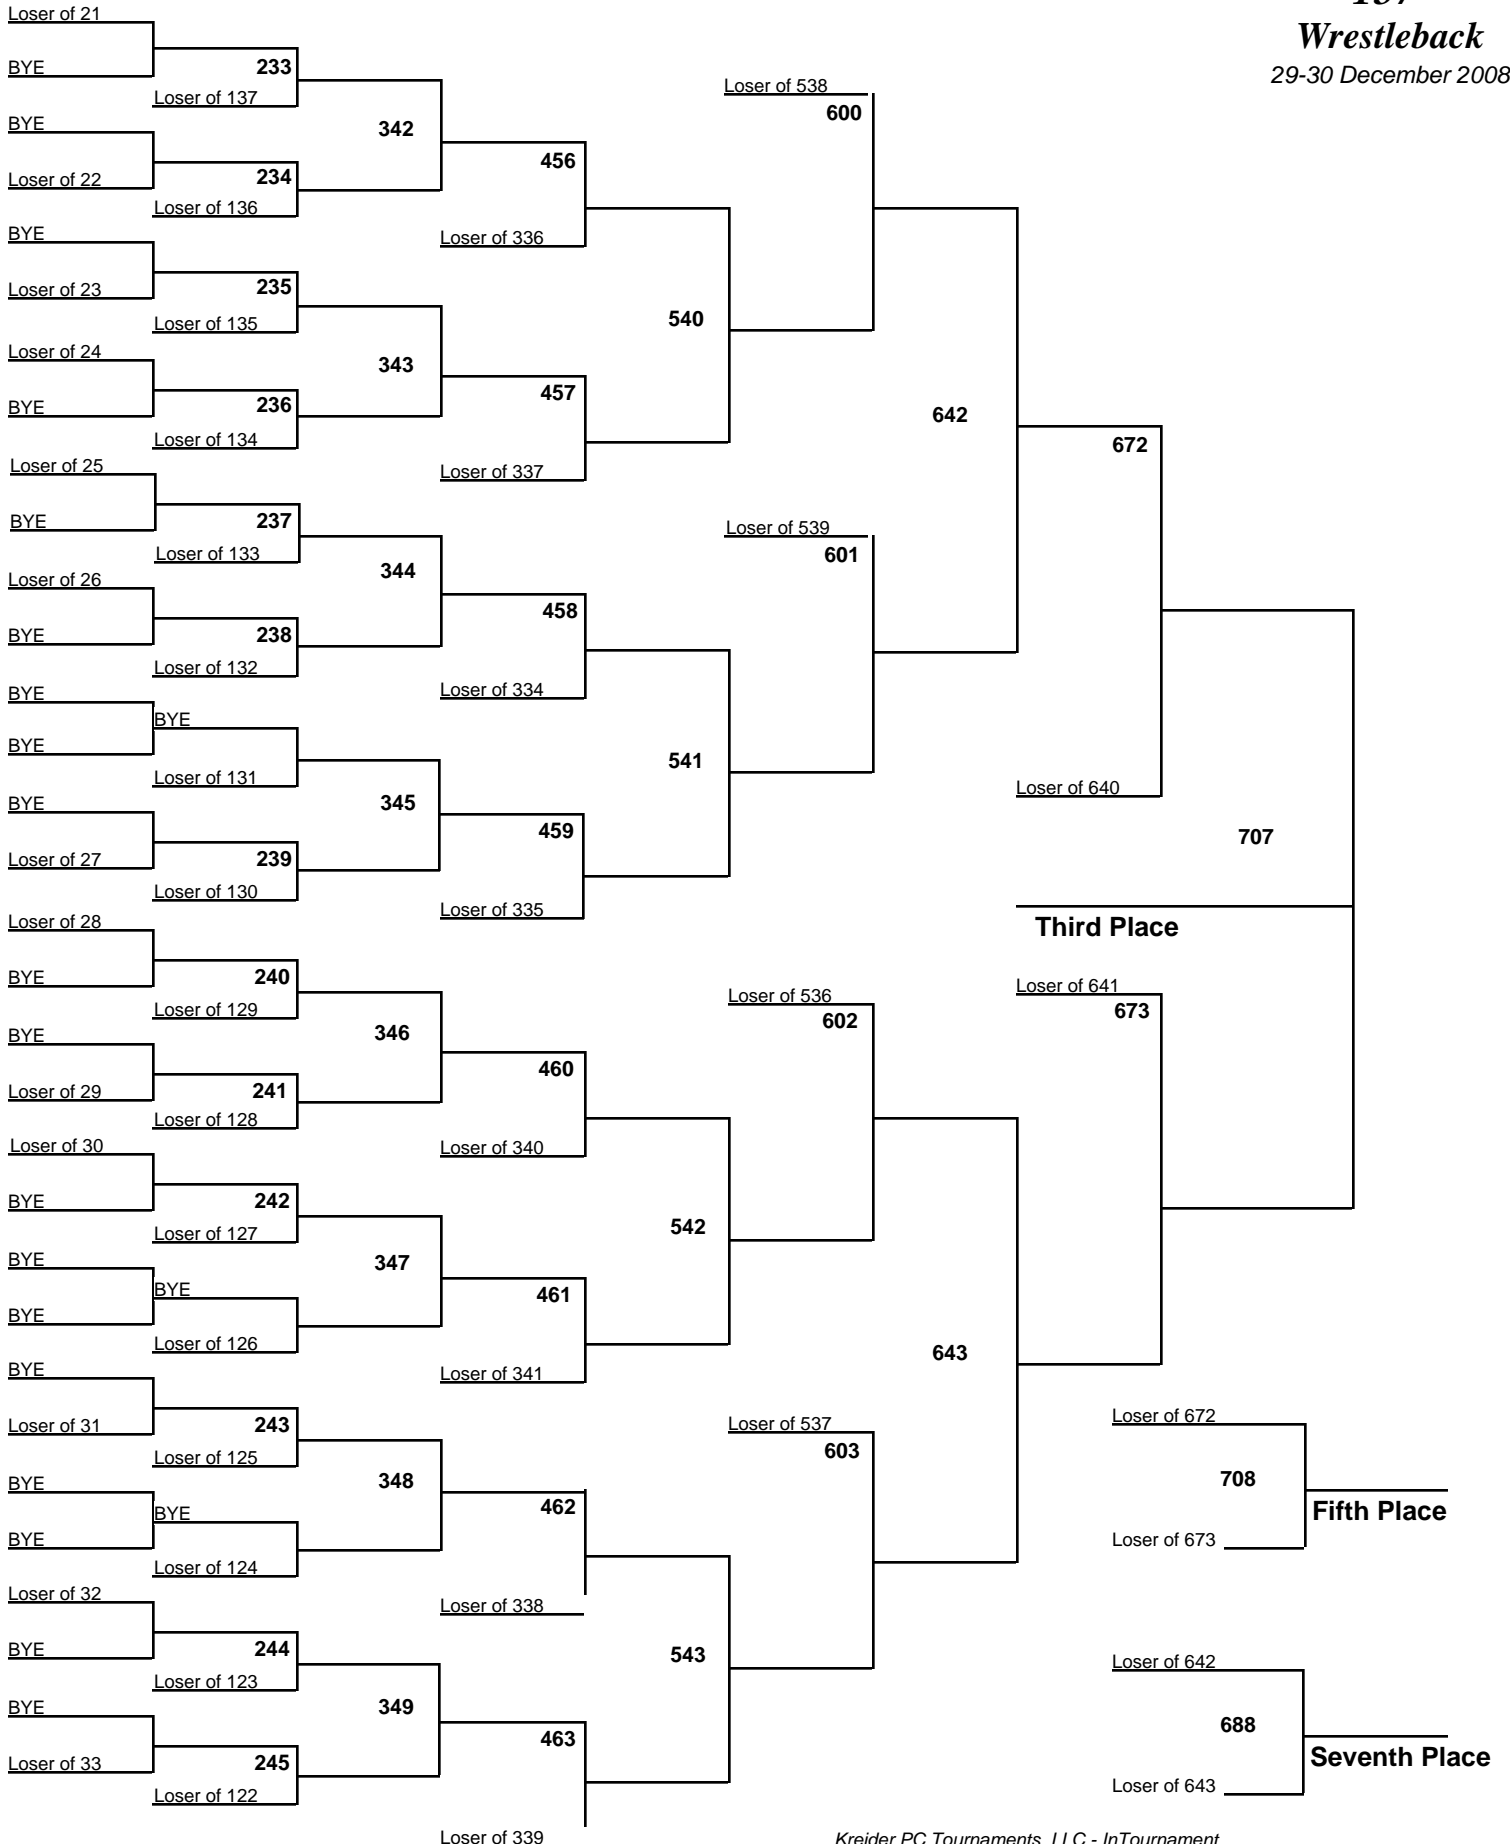 Wrestleback
29-30 December 2008
Loser of 21
BYE
233
Loser of 137
342
BYE
Loser of 22
234
Loser of 136
456
Loser of 336
BYE
Loser of 23
235
Loser of 135
343
Loser of 24
BYE
236
Loser of 134
457
Loser of 337
540
Loser of 538
600
Loser of 25
BYE
237
Loser of 133
344
Loser of 26
BYE
238
Loser of 132
458
Loser of 334
BYE
BYE
BYE
Loser of 131
345
BYE
Loser of 27
239
Loser of 130
459
Loser of 335
541
Loser of 539
601
642
672
Loser of 640
707
Third Place
Loser of 28
BYE
240
Loser of 129
346
BYE
Loser of 29
241
Loser of 128
460
Loser of 340
Loser of 30
BYE
242
Loser of 127
347
BYE
BYE
BYE
Loser of 126
461
Loser of 341
542
Loser of 536
602
Loser of 641
673
BYE
Loser of 31
243
Loser of 125
348
BYE
BYE
BYE
Loser of 124
462
Loser of 338
Loser of 32
BYE
244
Loser of 123
349
BYE
Loser of 33
245
Loser of 122
463
Loser of 339
543
Loser of 537
603
643
Loser of 672
708
Loser of 673
Fifth Place
Loser of 642
688
Loser of 643
Seventh Place
Kreider PC Tournaments, LLC - InTournament